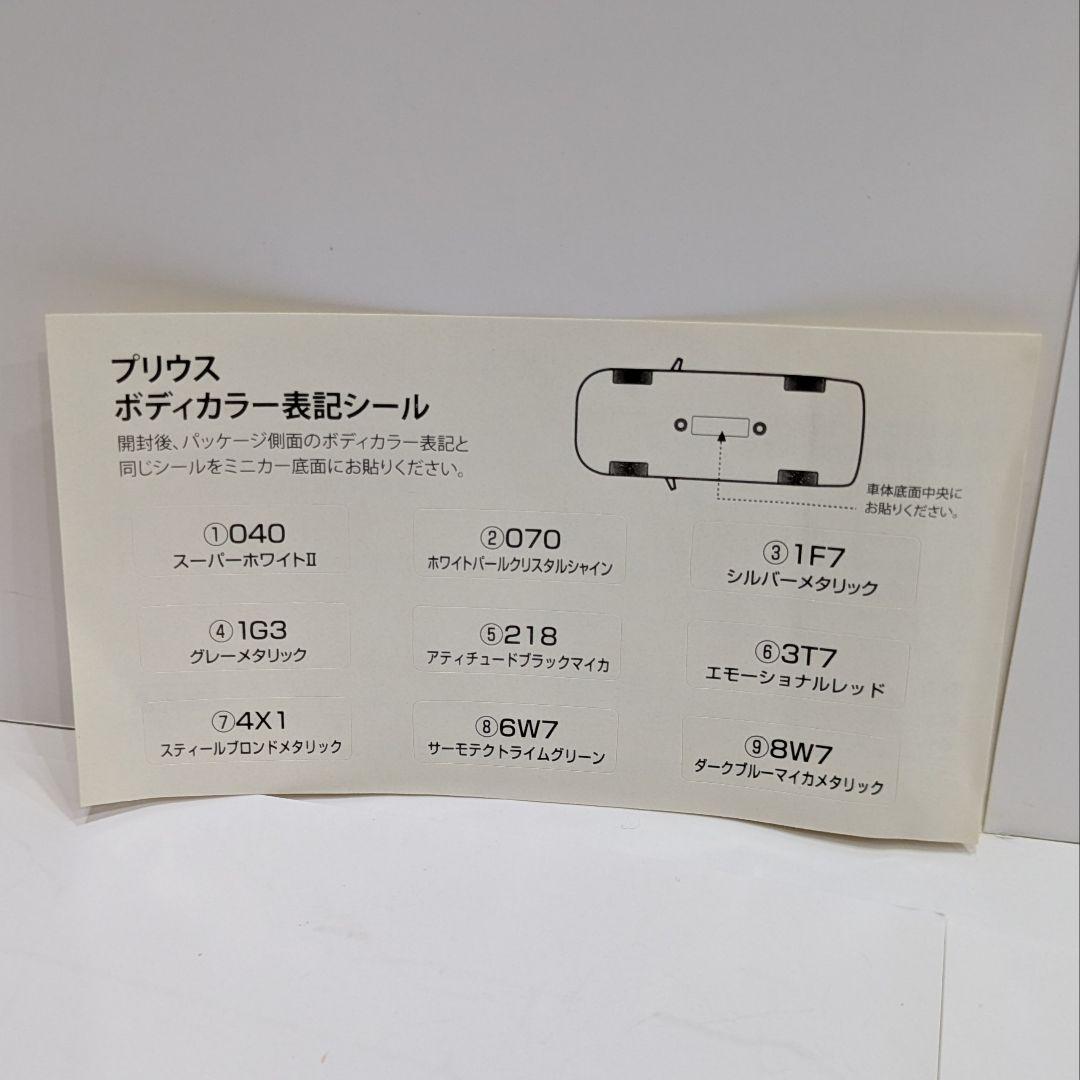 プリウス
ボディカラー表記シール
開封後、パッケージ側面のボディカラー表記と
同じシールをミニカー底面にお貼りください。
車体底面中央に
お貼りください。
①040
スーパーホワイトⅡ
②070
ホワイトパールクリスタルシャイン
③1F7
シルバーメタリック
④1G3
グレーメタリック
⑤218
アティチュードブラックマイカ
⑥3T7
エモーショナルレッド
⑦4X1
スティールブロンドメタリック
⑧6W7
サーモテクトライムグリーン
⑨8W7
ダークブルーマイカメタリック